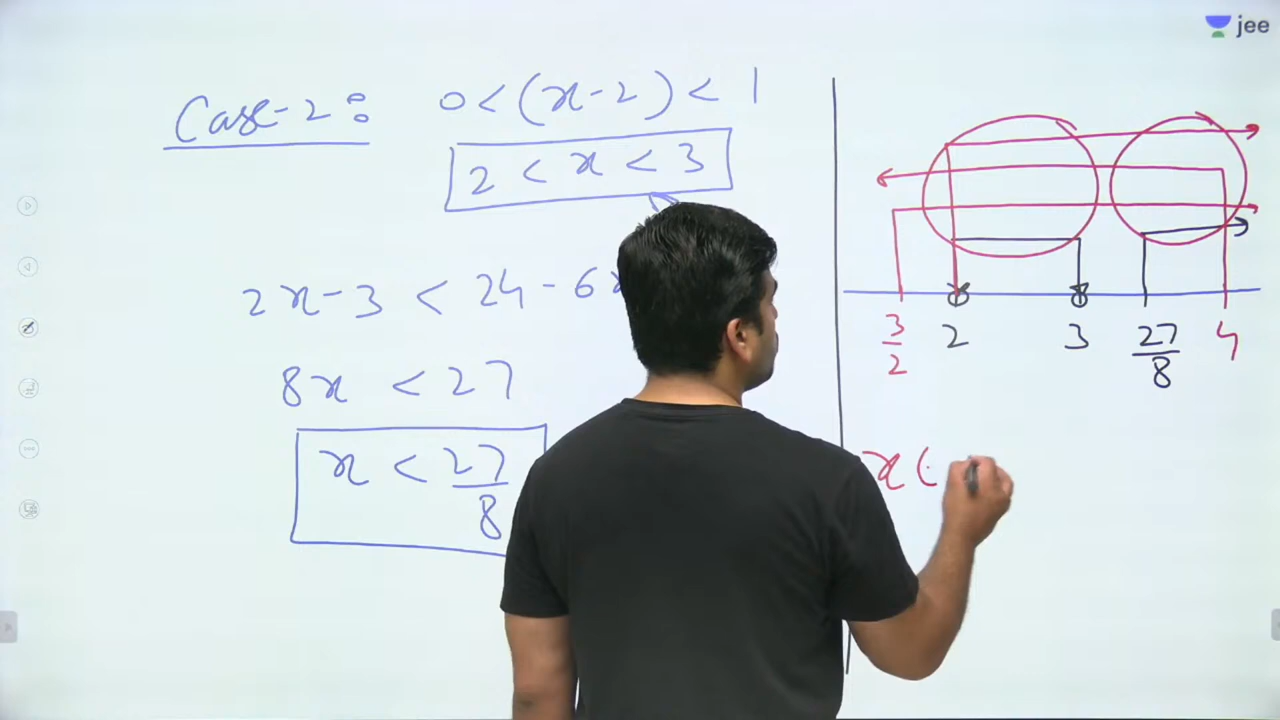 jee
Case-2:
0 < (x-2) < 1
2 < x < 3
2x-3 < 24-6
8x < 27
x < 27/8
3/2 2 3 27/8 4
x (